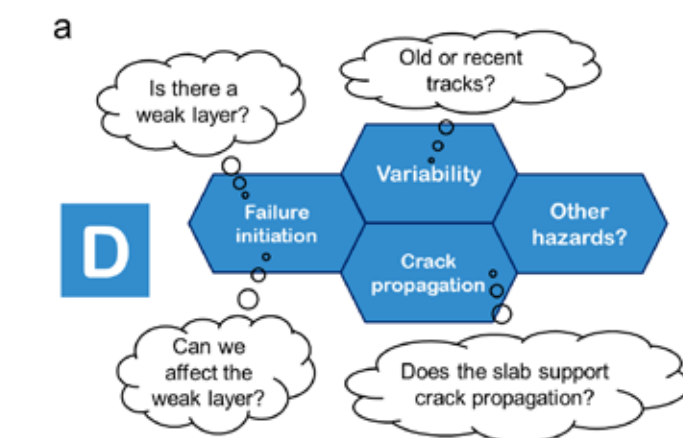 a
Is there a
weak layer?
Old or recent
tracks?
Variability
Failure
initiation
Other
hazards?
D
Crack
propagation
Can we
affect the
weak layer?
Does the slab support
crack propagation?